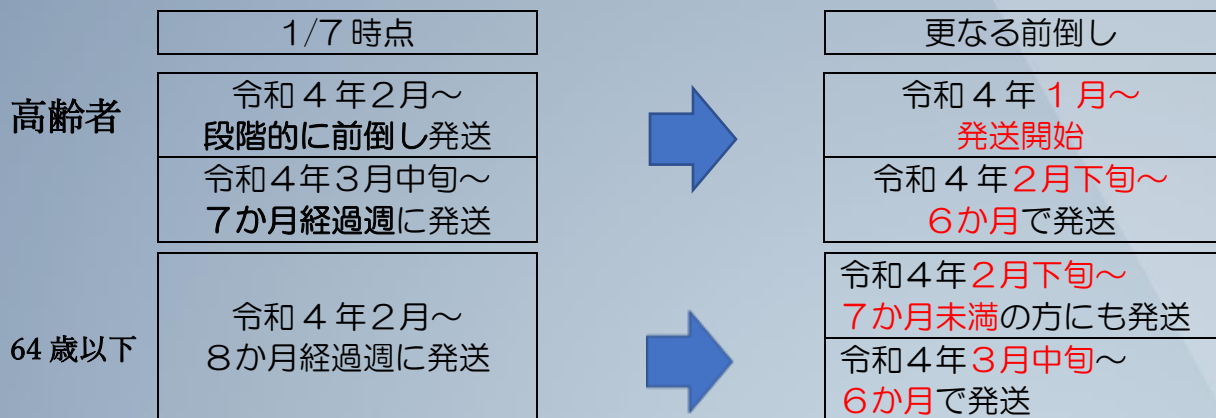 1/7時点
更なる前倒し
高齢者
令和４年２月～
段階的に前倒し発送
令和４年１月～
発送開始
令和４年３月中旬～
７か月経過週に発送
令和４年２月下旬～
６か月で発送
64歳以下
令和４年２月～
８か月経過週に発送
令和４年２月下旬～
７か月未満の方にも発送
令和４年３月中旬～
６か月で発送